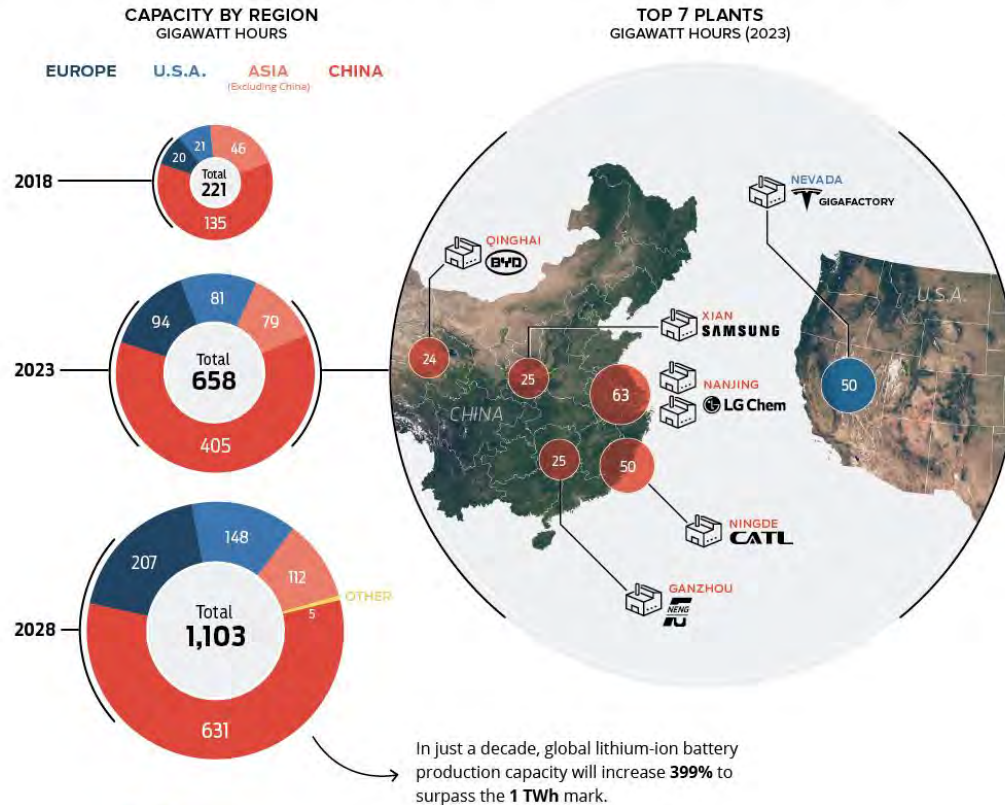 CAPACITY BY REGION
GIGAWATT HOURS
EUROPE
U.S.A.
ASIA
(Excluding China)
CHINA
2018
20
21
46
Total
221
135
2023
94
81
79
Total
658
405
2028
207
148
112
OTHER
5
Total
1,103
631
TOP 7 PLANTS
GIGAWATT HOURS (2023)
QINGHAI
BYD
24
XIAN
SAMSUNG
25
NANJING
LG Chem
63
CHINA
25
50
NINGDE
CATL
GANZHOU
NENG
NEVADA
GIGAFACTORY
U.S.A.
50
In just a decade, global lithium-ion battery
production capacity will increase 399% to
surpass the 1 TWh mark.